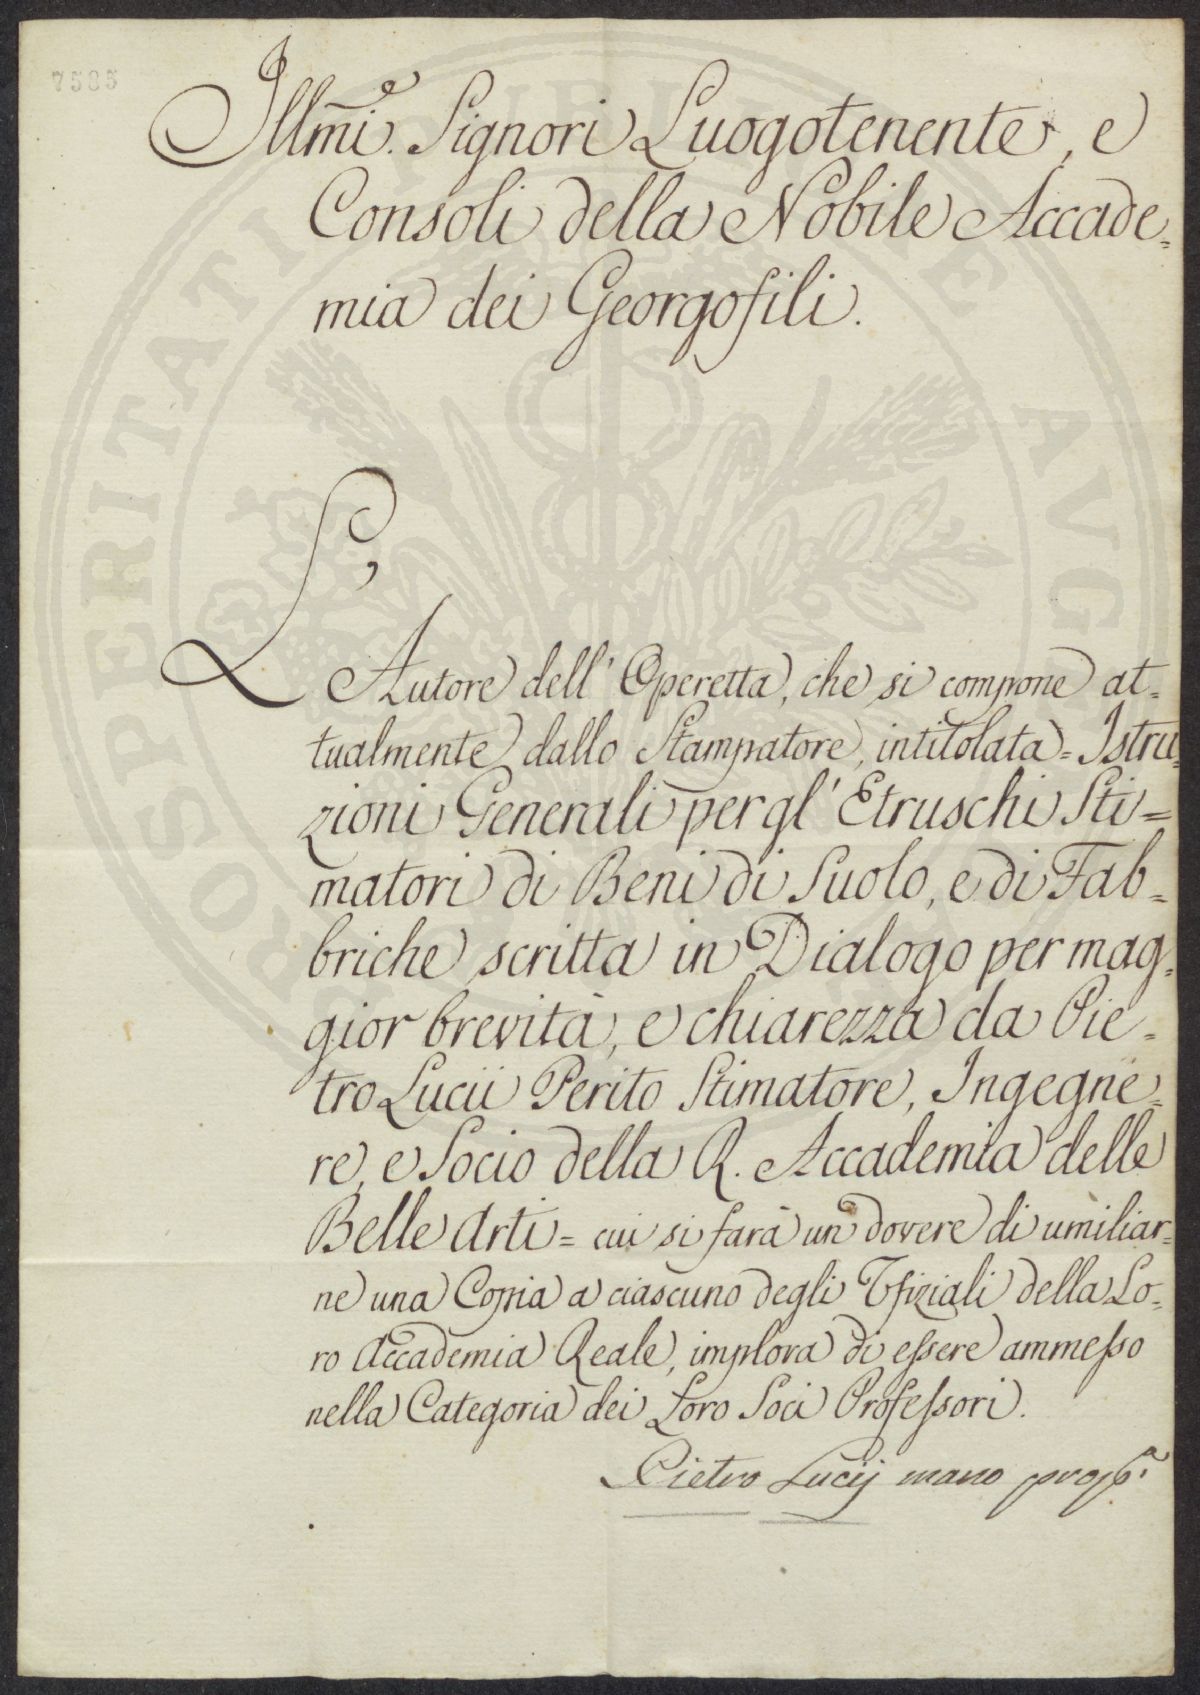 7585
Illmi. e Signori Luogotenente, e
Consoli della Nobile Accade=
mia dei Georgofili.
L'
Autore dell' Operetta, che si compone at=
tualmente dallo Stampatore, intitolata = Istru=
zioni Generali per gl' Etruschi Sti=
matori di Beni di Suolo, e di Fab=
briche scritta in Dialogo per mag=
gior brevità, e chiarezza da Pie=
tro Lucii Perito Stimatore, Ingegne=
re, e Socio della R. Accademia delle
Belle Arti = cui si farà un dovere di umiliar=
ne una Copia a ciascuno degli Ufiziali della Lo=
ro Accademia Reale, implora di essere ammesso
nella Categoria dei Loro Soci Professori.
Pietro Lucij mano propa.
PROSPERITATI PUBLICAE AUGENDAE